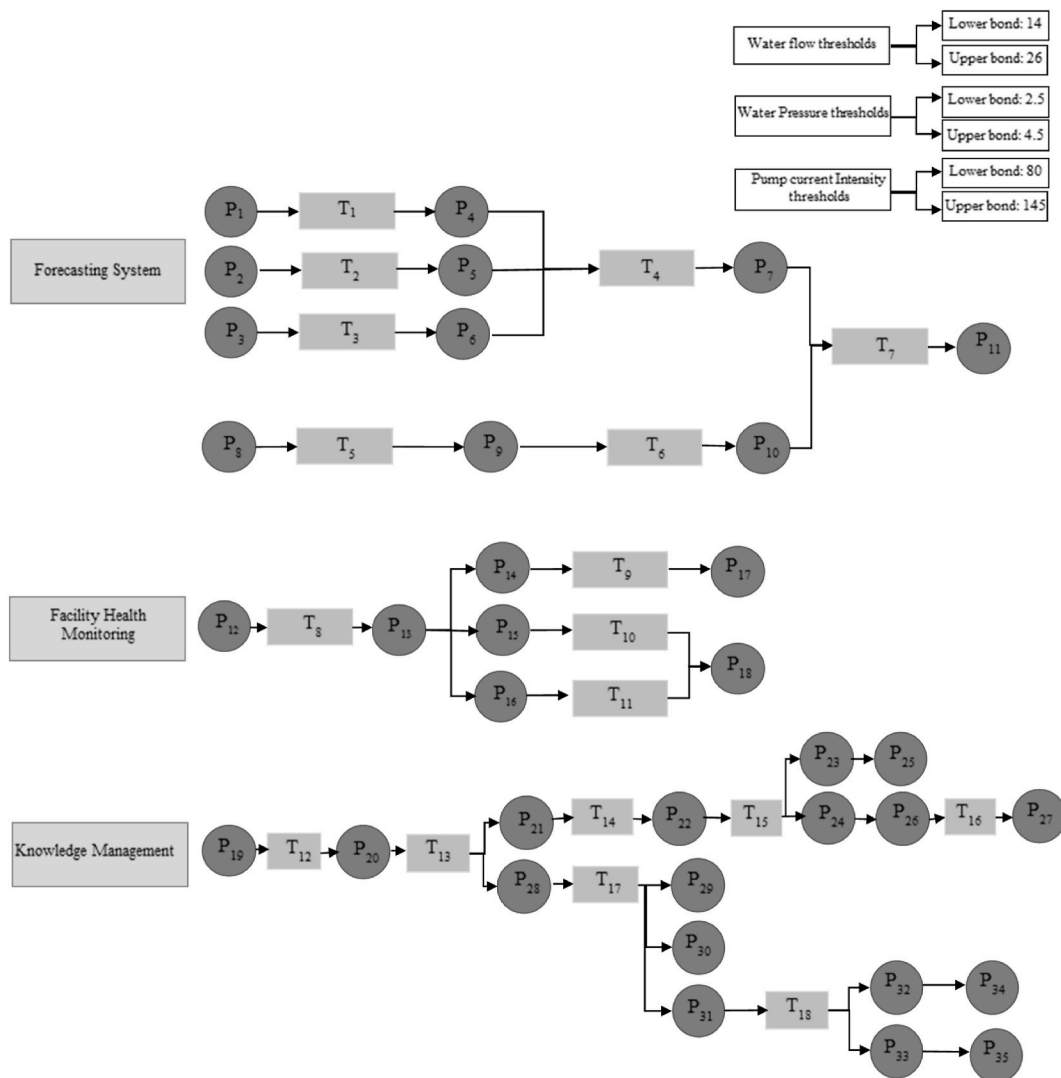 Water flow thresholds
Lower bond: 14
Upper bond: 26
Water Pressure thresholds
Lower bond: 2.5
Upper bond: 4.5
Pump current Intensity
thresholds
Lower bond: 80
Upper bond: 145
Forecasting System
P1 T1 P4
P2 T2 P5 T4 P7
P3 T3 P6
T7 P11
P8 T5 P9 T6 P10
Facility Health
Monitoring
P14 T9 P17
P12 T8 P13 P15 T10
P18
P16 T11
Knowledge Management
P23 P25
P21 T14 P22 T15 P24 P26 T16 P27
P19 T12 P20 T13
P28 T17 P29
P30
P31 T18
P32 P34
P33 P35